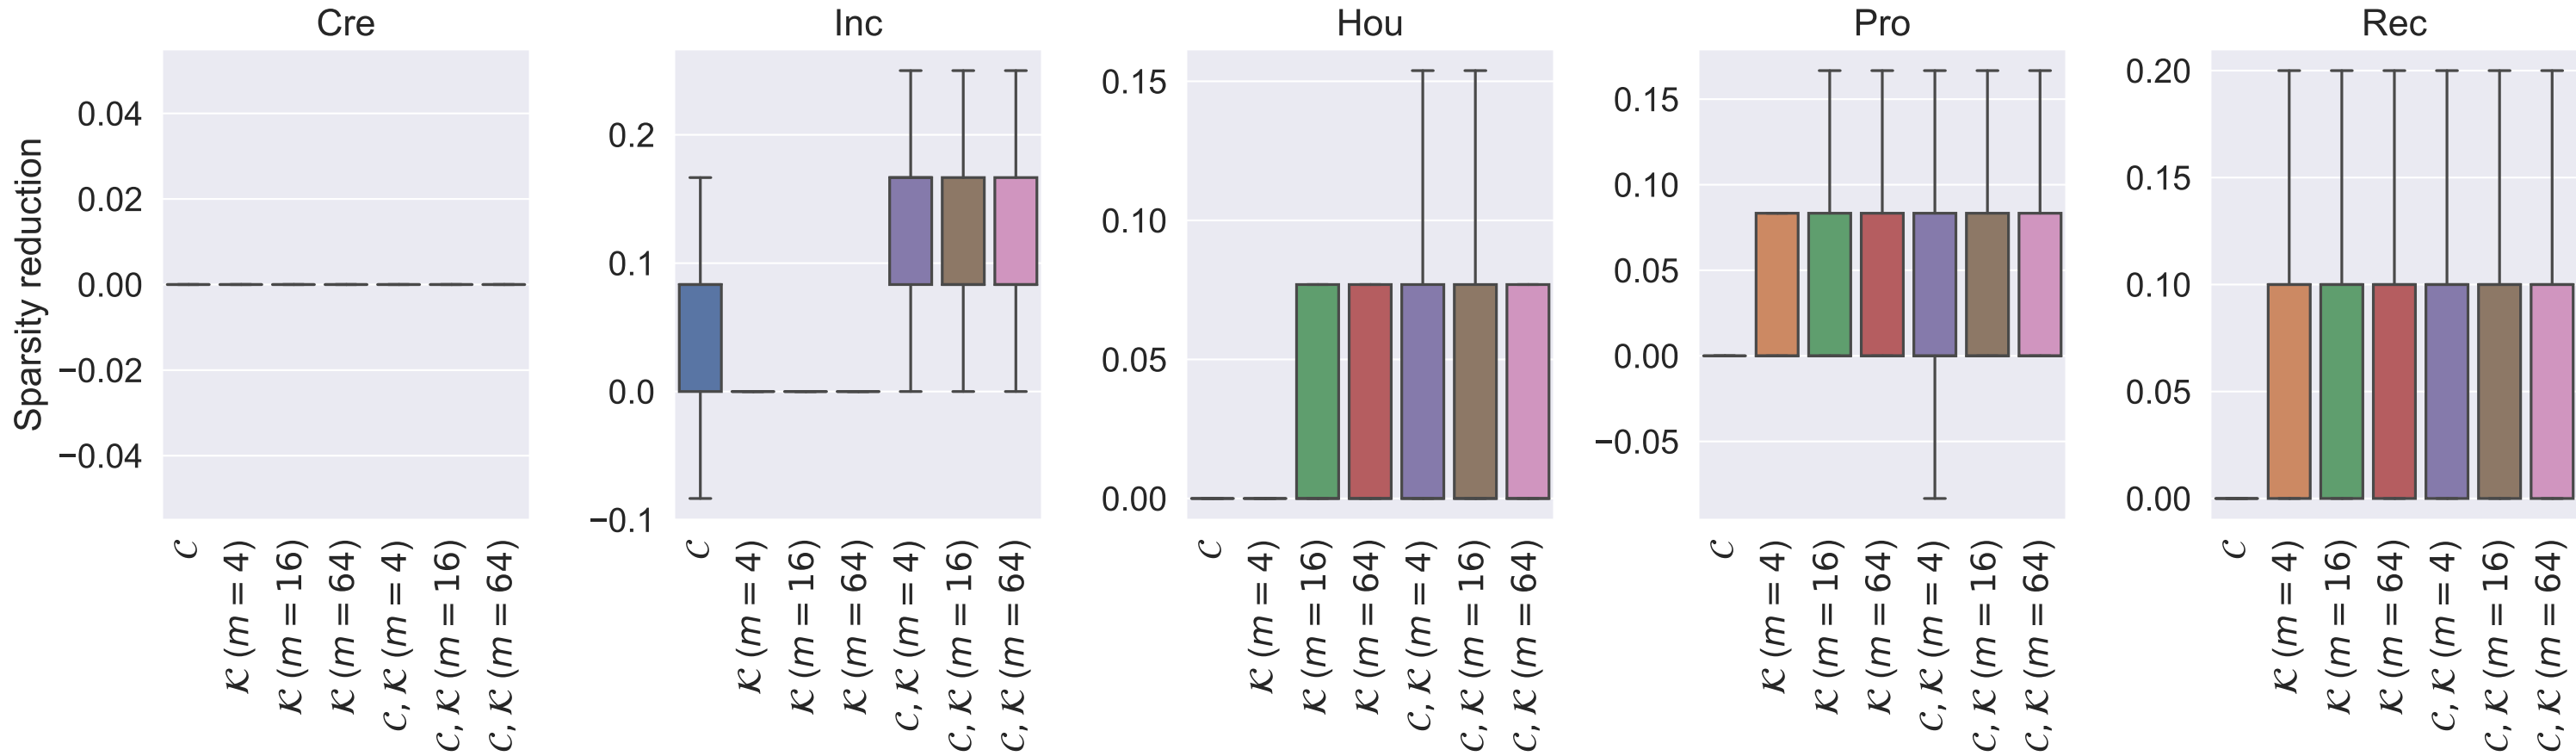 Cre
Inc
Hou
Pro
Rec
Sparsity reduction
0.04
0.02
0.00
−0.02
−0.04
𝒞
𝒦 (m = 4)
𝒦 (m = 16)
𝒦 (m = 64)
𝒞, 𝒦 (m = 4)
𝒞, 𝒦 (m = 16)
𝒞, 𝒦 (m = 64)
0.2
0.1
0.0
−0.1
𝒞
𝒦 (m = 4)
𝒦 (m = 16)
𝒦 (m = 64)
𝒞, 𝒦 (m = 4)
𝒞, 𝒦 (m = 16)
𝒞, 𝒦 (m = 64)
0.15
0.10
0.05
0.00
𝒞
𝒦 (m = 4)
𝒦 (m = 16)
𝒦 (m = 64)
𝒞, 𝒦 (m = 4)
𝒞, 𝒦 (m = 16)
𝒞, 𝒦 (m = 64)
0.15
0.10
0.05
0.00
−0.05
𝒞
𝒦 (m = 4)
𝒦 (m = 16)
𝒦 (m = 64)
𝒞, 𝒦 (m = 4)
𝒞, 𝒦 (m = 16)
𝒞, 𝒦 (m = 64)
0.20
0.15
0.10
0.05
0.00
𝒞
𝒦 (m = 4)
𝒦 (m = 16)
𝒦 (m = 64)
𝒞, 𝒦 (m = 4)
𝒞, 𝒦 (m = 16)
𝒞, 𝒦 (m = 64)